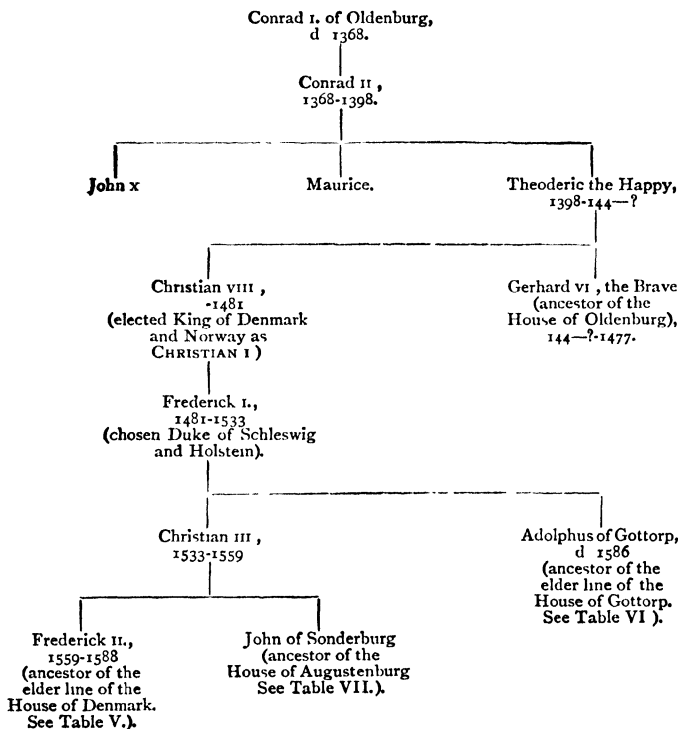 Conrad I. of Oldenburg,
d 1368.
Conrad II ,
1368-1398.
John X
Maurice.
Theoderic the Happy,
1398-144—?
Christian VIII ,
-1481
(elected King of Denmark
and Norway as
CHRISTIAN I )
Gerhard VI , the Brave
(ancestor of the
House of Oldenburg),
144—?-1477.
Frederick I.,
1481-1533
(chosen Duke of Schleswig
and Holstein).
Christian III ,
1533-1559
Adolphus of Gottorp,
d 1586
(ancestor of the
elder line of the
House of Gottorp.
See Table VI ).
Frederick II.,
1559-1588
(ancestor of the
elder line of the
House of Denmark.
See Table V.).
John of Sonderburg
(ancestor of the
House of Augustenburg
See Table VII.).